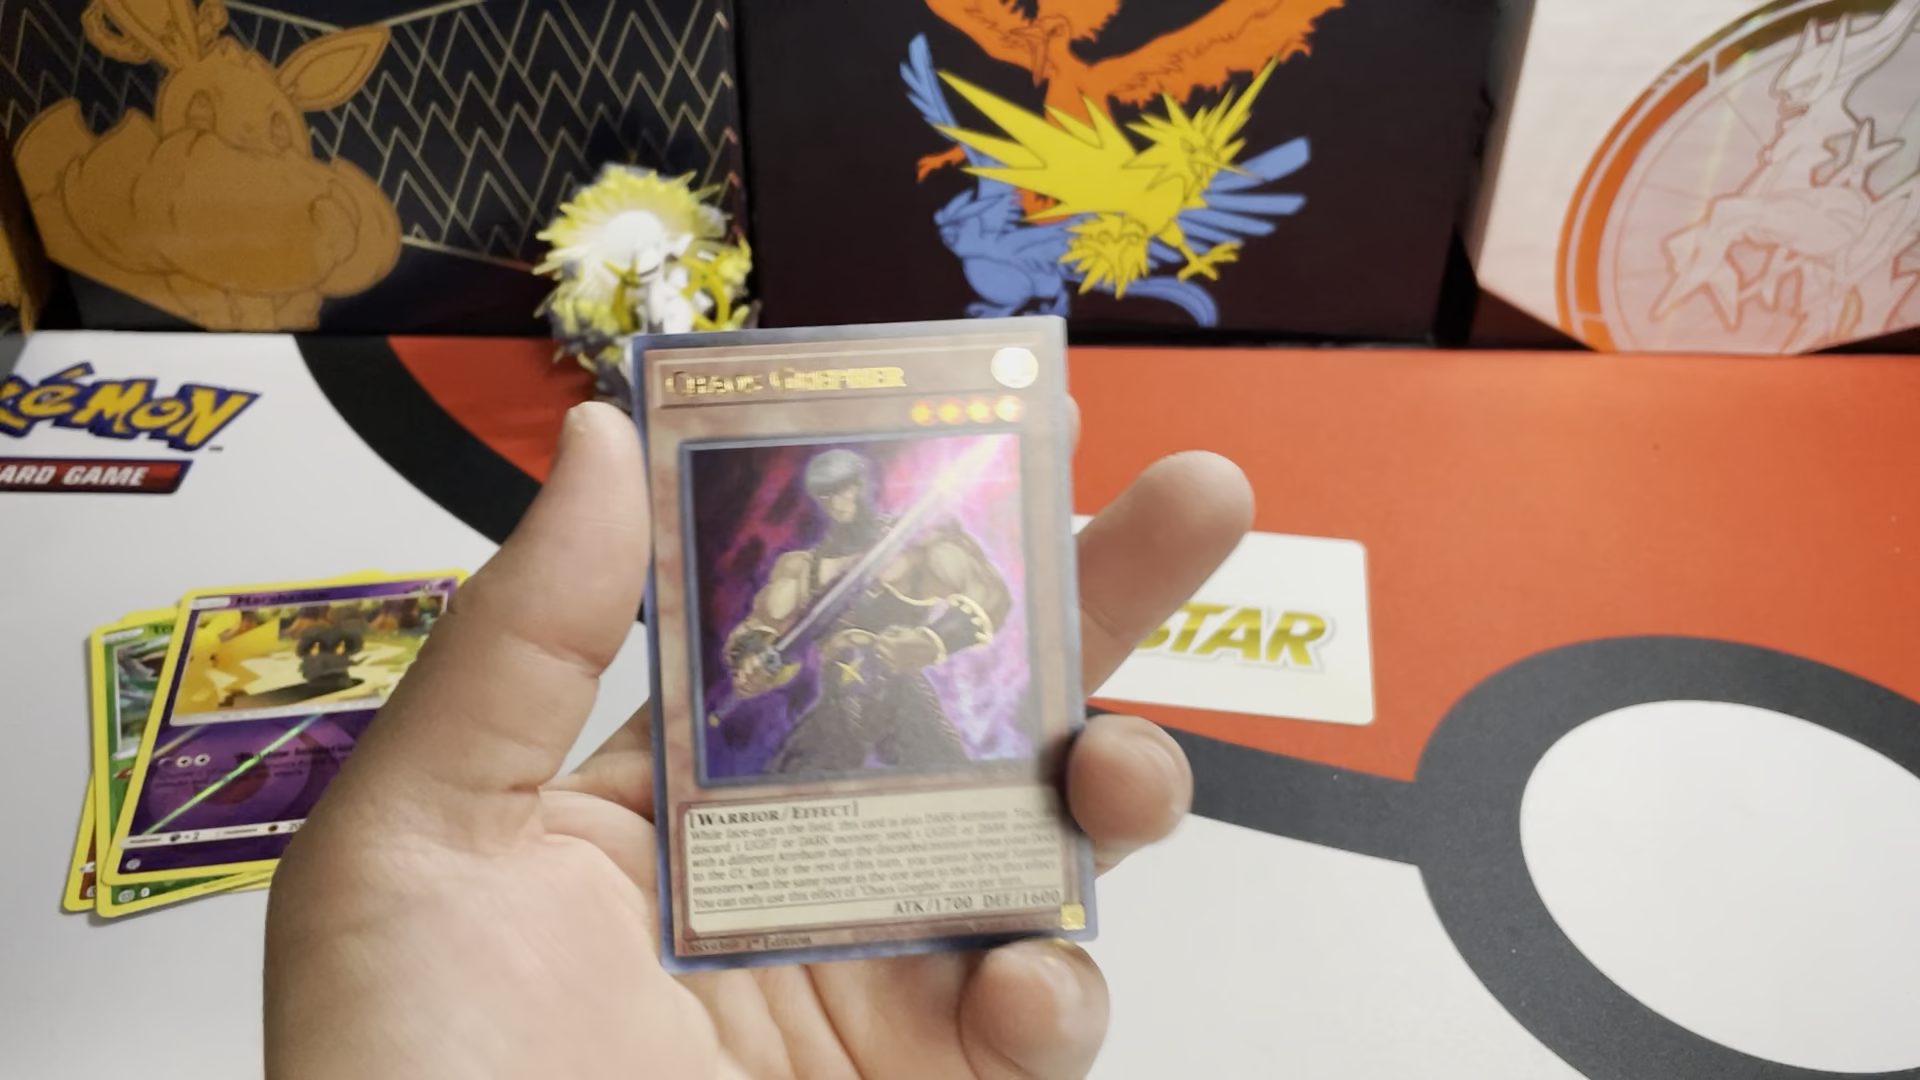 POKéMON
CARD GAME
STAR
CHAOS GREPHER
[WARRIOR/EFFECT]
While face-up on the field, this card is also DARK-Attribute. You can
discard 1 LIGHT or DARK monster; send 1 LIGHT or DARK monster
with a different Attribute than the discarded monster from your Deck
to the GY, but for the rest of this turn, you cannot Special Summon
monsters with the same name as the one sent to the GY by this effect.
You can only use this effect of "Chaos Grepher" once per turn.
ATK/1700 DEF/1600
1st Edition
Marshadow